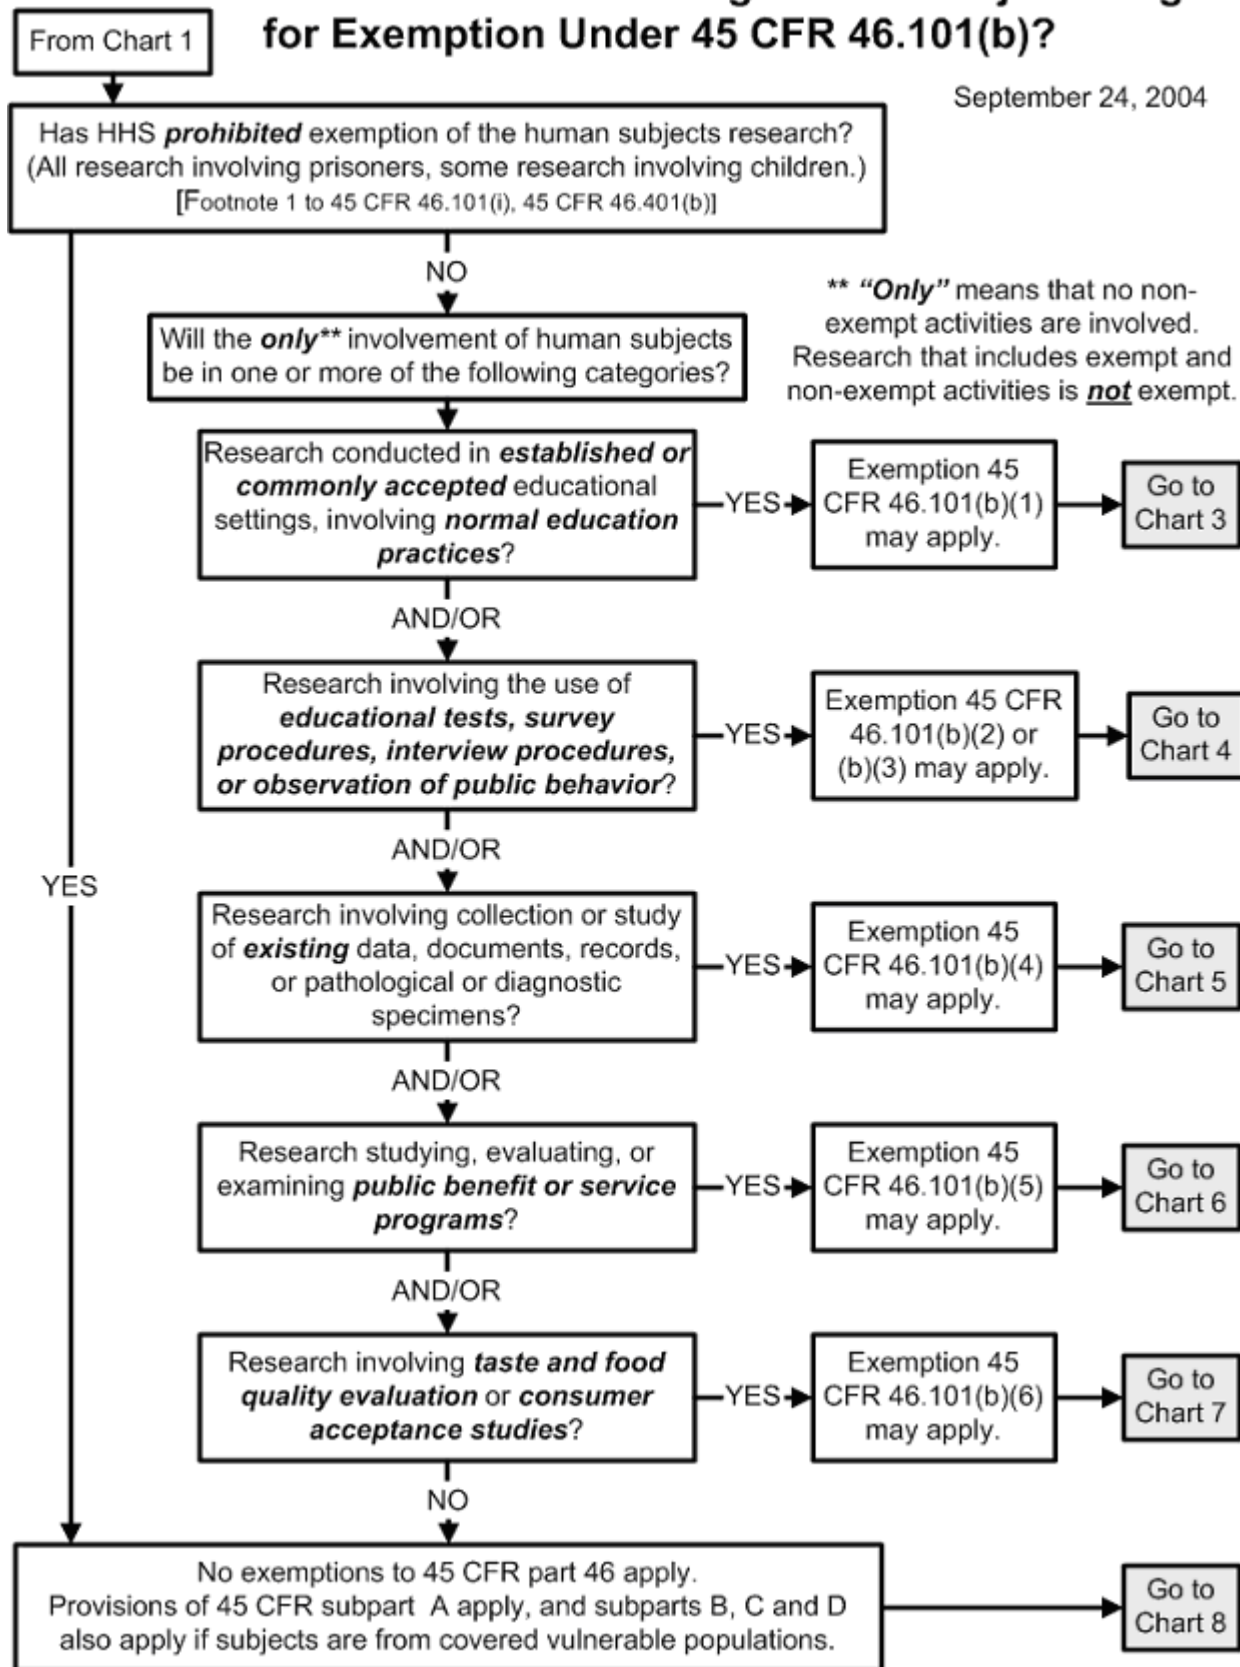 for Exemption Under 45 CFR 46.101(b)?
From Chart 1
September 24, 2004
Has HHS prohibited exemption of the human subjects research?
(All research involving prisoners, some research involving children.)
[Footnote 1 to 45 CFR 46.101(i), 45 CFR 46.401(b)]
NO
** “Only” means that no non-
exempt activities are involved.
Research that includes exempt and
non-exempt activities is not exempt.
Will the only** involvement of human subjects
be in one or more of the following categories?
Research conducted in established or
commonly accepted educational
settings, involving normal education
practices?
YES
Exemption 45
CFR 46.101(b)(1)
may apply.
Go to
Chart 3
AND/OR
Research involving the use of
educational tests, survey
procedures, interview procedures,
or observation of public behavior?
YES
Exemption 45 CFR
46.101(b)(2) or
(b)(3) may apply.
Go to
Chart 4
AND/OR
YES
Research involving collection or study
of existing data, documents, records,
or pathological or diagnostic
specimens?
YES
Exemption 45
CFR 46.101(b)(4)
may apply.
Go to
Chart 5
AND/OR
Research studying, evaluating, or
examining public benefit or service
programs?
YES
Exemption 45
CFR 46.101(b)(5)
may apply.
Go to
Chart 6
AND/OR
Research involving taste and food
quality evaluation or consumer
acceptance studies?
YES
Exemption 45
CFR 46.101(b)(6)
may apply.
Go to
Chart 7
NO
No exemptions to 45 CFR part 46 apply.
Provisions of 45 CFR subpart A apply, and subparts B, C and D
also apply if subjects are from covered vulnerable populations.
Go to
Chart 8